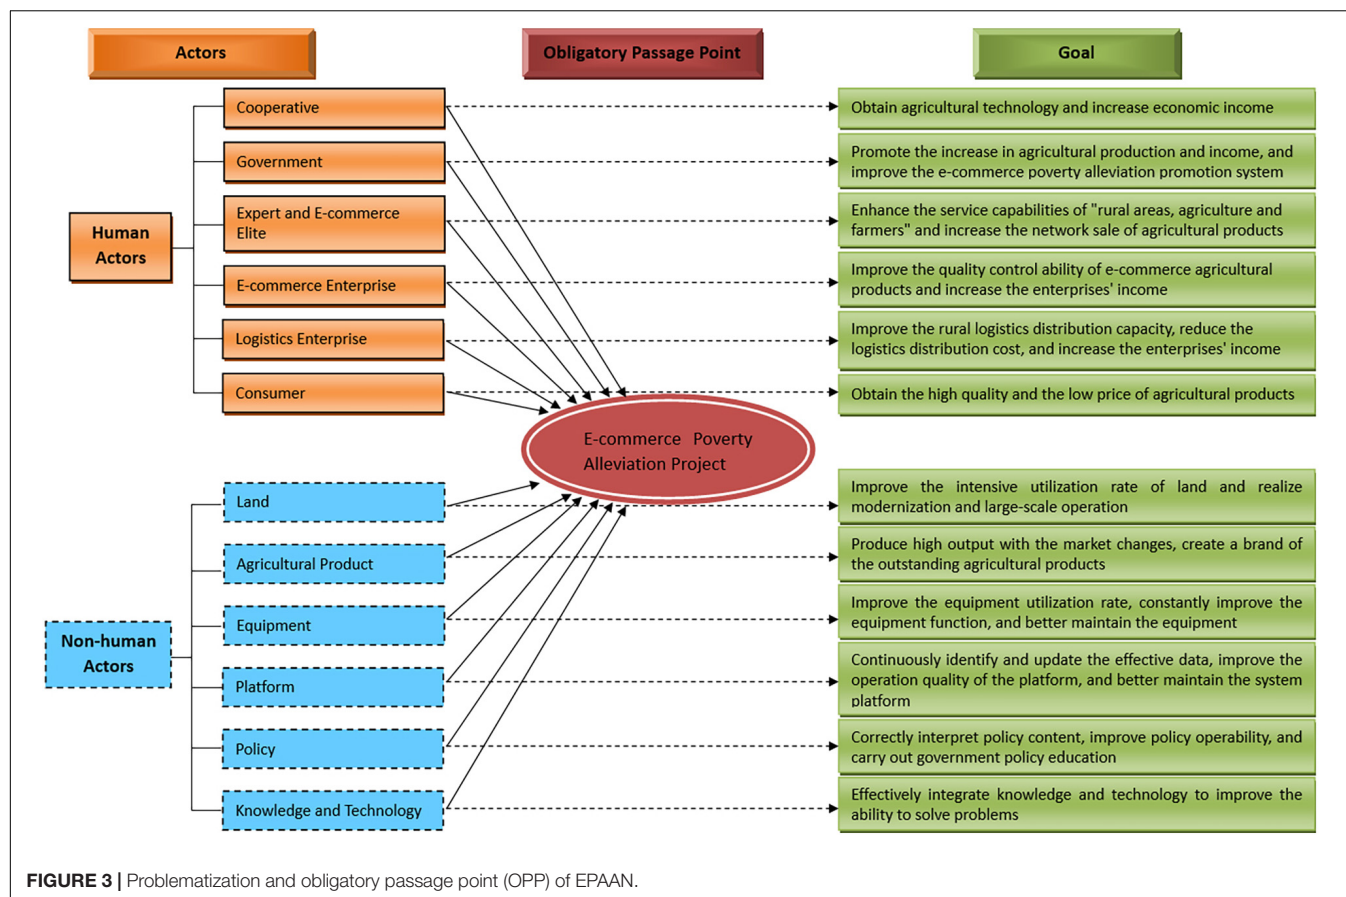 Actors
Obligatory Passage Point
Goal
Human
Actors
Cooperative
Obtain agricultural technology and increase economic income
Government
Promote the increase in agricultural production and income, and
improve the e-commerce poverty alleviation promotion system
Expert and E-commerce
Elite
Enhance the service capabilities of "rural areas, agriculture and
farmers" and increase the network sale of agricultural products
E-commerce Enterprise
Improve the quality control ability of e-commerce agricultural
products and increase the enterprises' income
Logistics Enterprise
Improve the rural logistics distribution capacity, reduce the
logistics distribution cost, and increase the enterprises' income
Consumer
Obtain the high quality and the low price of agricultural products
E-commerce Poverty
Alleviation Project
Non-human
Actors
Land
Improve the intensive utilization rate of land and realize
modernization and large-scale operation
Agricultural Product
Produce high output with the market changes, create a brand of
the outstanding agricultural products
Equipment
Improve the equipment utilization rate, constantly improve the
equipment function, and better maintain the equipment
Platform
Continuously identify and update the effective data, improve the
operation quality of the platform, and better maintain the system
platform
Policy
Correctly interpret policy content, improve policy operability, and
carry out government policy education
Knowledge and Technology
Effectively integrate knowledge and technology to improve the
ability to solve problems
FIGURE 3 | Problematization and obligatory passage point (OPP) of EPAAN.